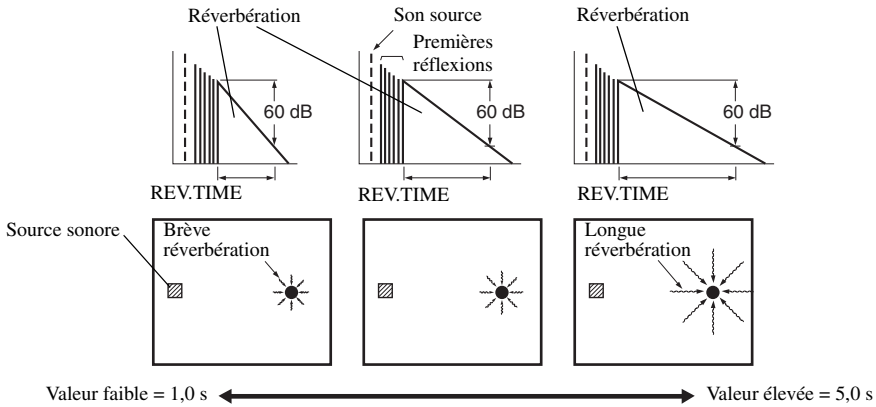 Réverbération
Son source
Réverbération
Premières
réflexions
60 dB
60 dB
60 dB
REV.TIME
REV.TIME
REV.TIME
Source sonore
Brève
réverbération
Longue
réverbération
Valeur faible = 1,0 s
Valeur élevée = 5,0 s